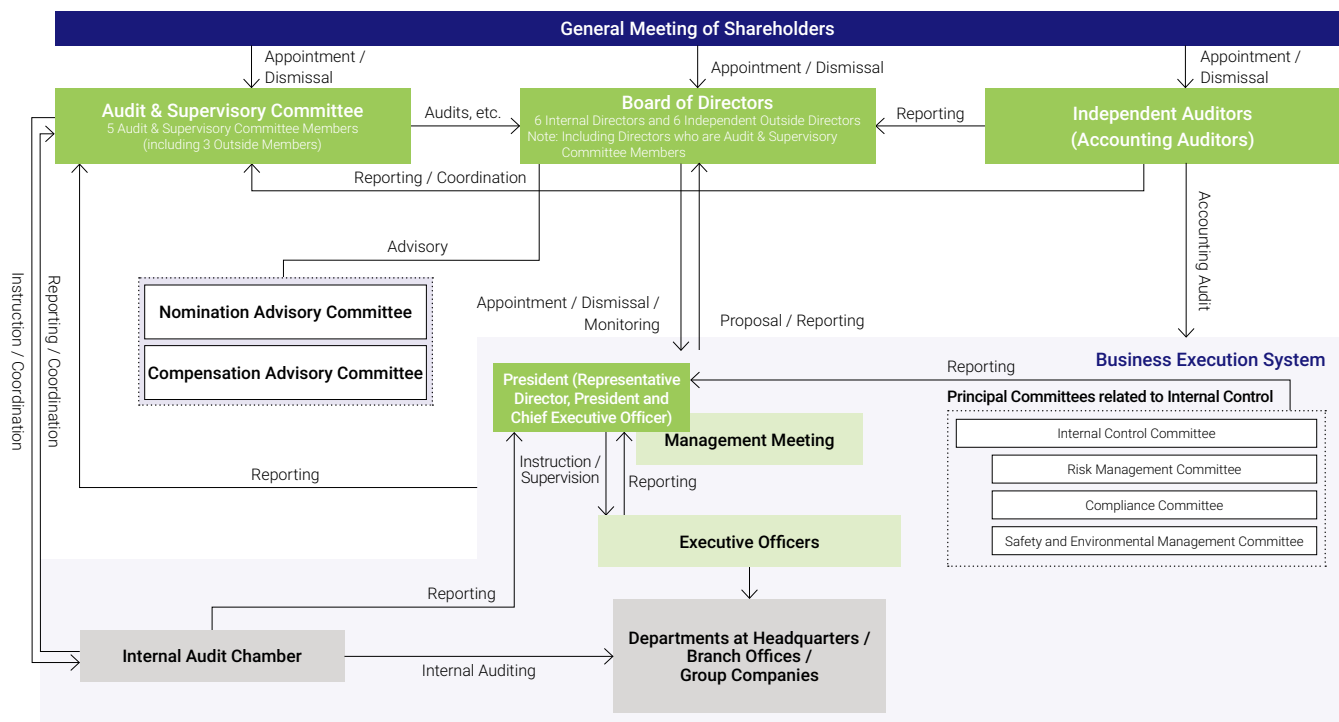 General Meeting of Shareholders
Appointment /
Dismissal
Appointment / Dismissal
Appointment /
Dismissal
Audit & Supervisory Committee
5 Audit & Supervisory Committee Members
(including 3 Outside Members)
Audits, etc.
Board of Directors
6 Internal Directors and 6 Independent Outside Directors
Note: Including Directors who are Audit & Supervisory
Committee Members
Reporting
Independent Auditors
(Accounting Auditors)
Reporting / Coordination
Advisory
Nomination Advisory Committee
Compensation Advisory Committee
Instruction / Coordination
Reporting / Coordination
Appointment / Dismissal /
Monitoring
Proposal / Reporting
Accounting Audit
Business Execution System
President (Representative
Director, President and
Chief Executive Officer)
Reporting
Principal Committees related to Internal Control
Internal Control Committee
Risk Management Committee
Compliance Committee
Safety and Environmental Management Committee
Management Meeting
Instruction /
Supervision
Reporting
Reporting
Executive Officers
Reporting
Internal Audit Chamber
Internal Auditing
Departments at Headquarters /
Branch Offices /
Group Companies